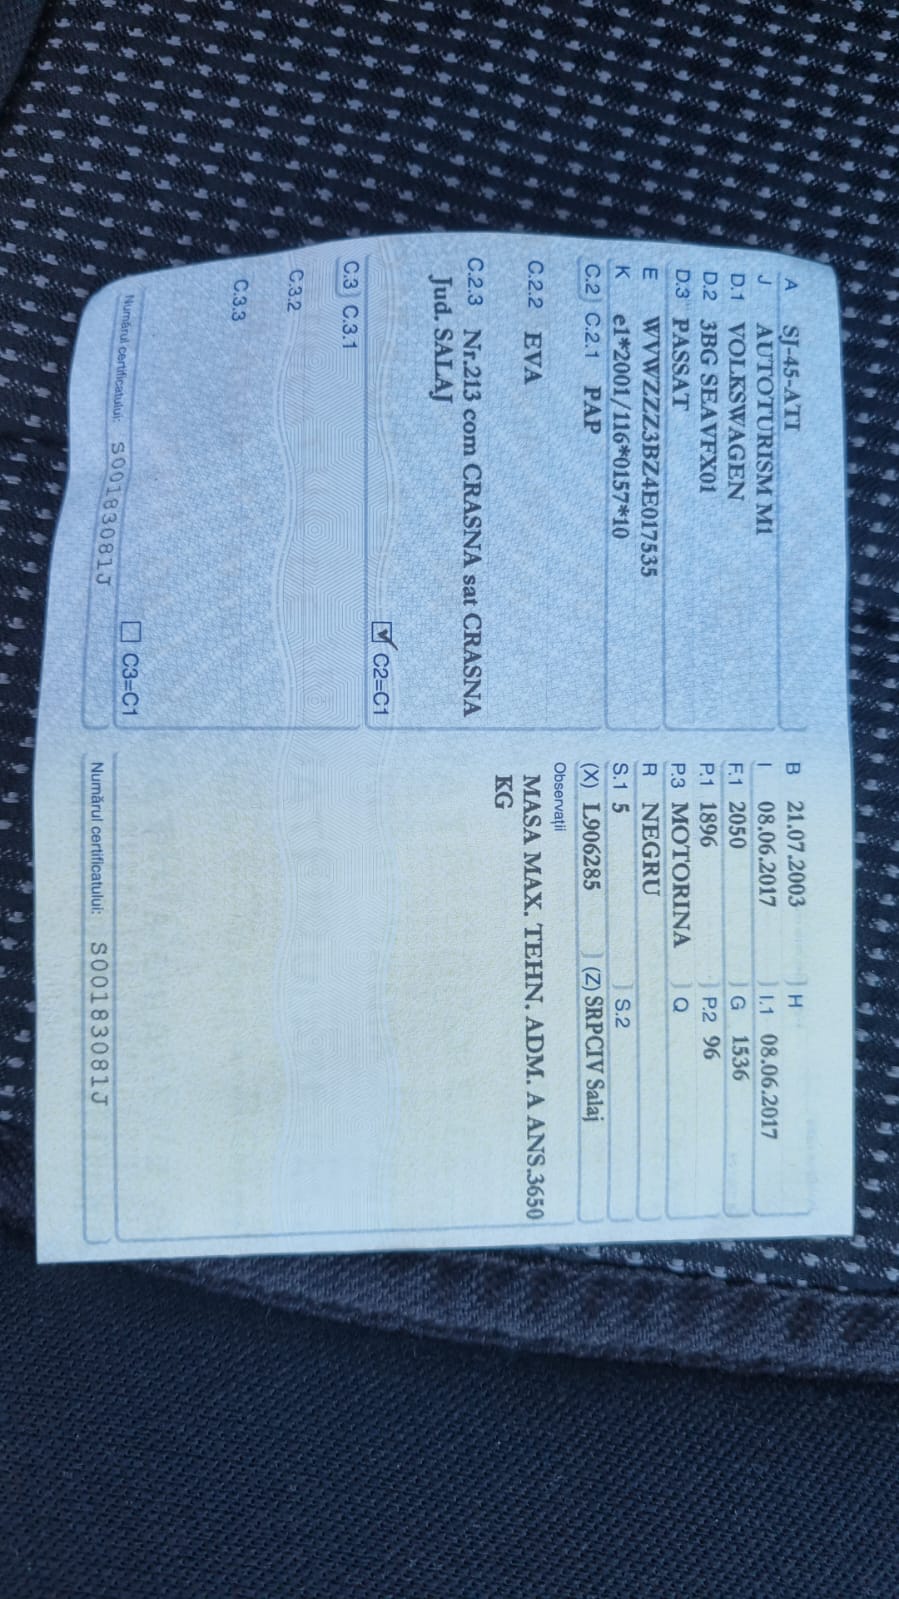 A SJ-45-ATI
J AUTOTURISM M1
D.1 VOLKSWAGEN
D.2 3BG SEAVFX01
D.3 PASSAT
E WVWZZZ3BZ4E017535
K e1*2001/116*0157*10
C.2 C.2.1 PAP
C.2.2 EVA
C.2.3 Nr.213 com CRASNA sat CRASNA
Jud. SALAJ
C2=C1
C.3 C.3.1
C.3.2
C.3.3
C3=C1
Numărul certificatului: S00183081J
B 21.07.2003 H
I 08.06.2017 I.1 08.06.2017
F.1 2050 G 1536
P.1 1896 P.2 96
P.3 MOTORINA Q
R NEGRU
S.1 5 S.2
(X) L906285 (Z) SRPCIV Salaj
Observații
MASA MAX. TEHN. ADM. A ANS.3650
KG
Numărul certificatului: S00183081J